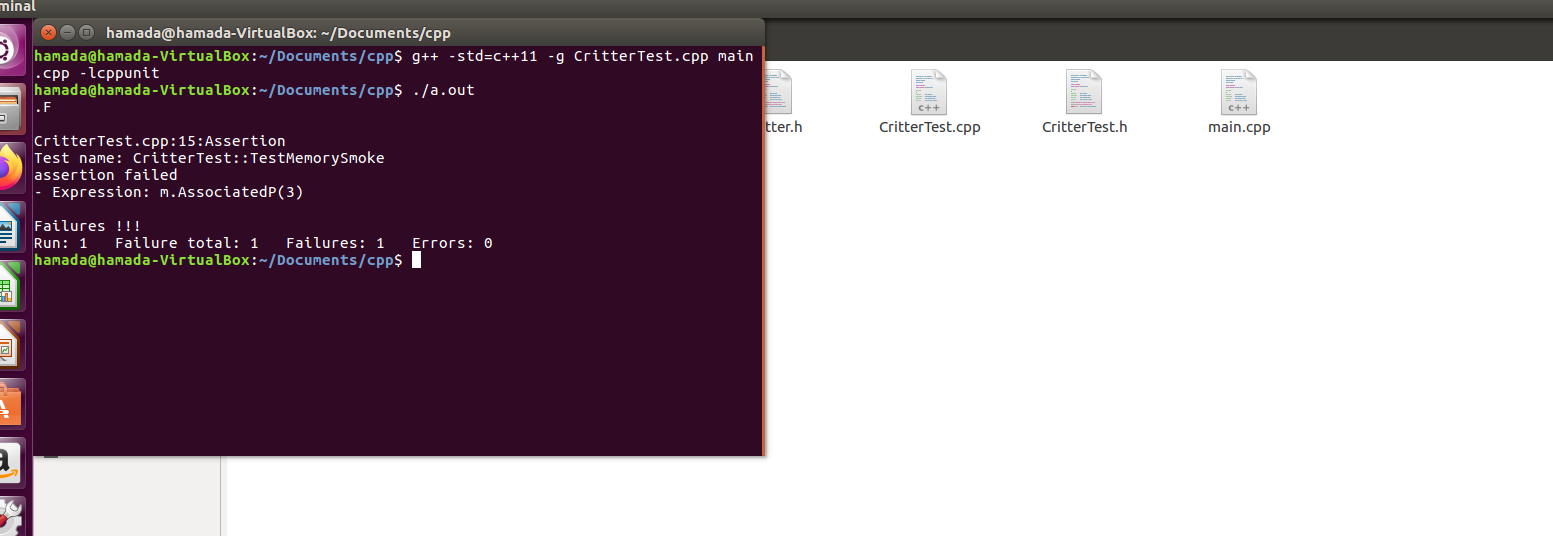 minal
hamada@hamada-VirtualBox: ~/Documents/cpp
hamada@hamada-VirtualBox:~/Documents/cpp$ g++ -std=c++11 -g CritterTest.cpp main
.cpp -lcppunit
hamada@hamada-VirtualBox:~/Documents/cpp$ ./a.out
.F
CritterTest.cpp:15:Assertion
Test name: CritterTest::TestMemorySmoke
assertion failed
- Expression: m.AssociatedP(3)
Failures !!!
Run: 1   Failure total: 1   Failures: 1   Errors: 0
hamada@hamada-VirtualBox:~/Documents/cpp$
tter.h
c++
CritterTest.cpp
CritterTest.h
c++
main.cpp